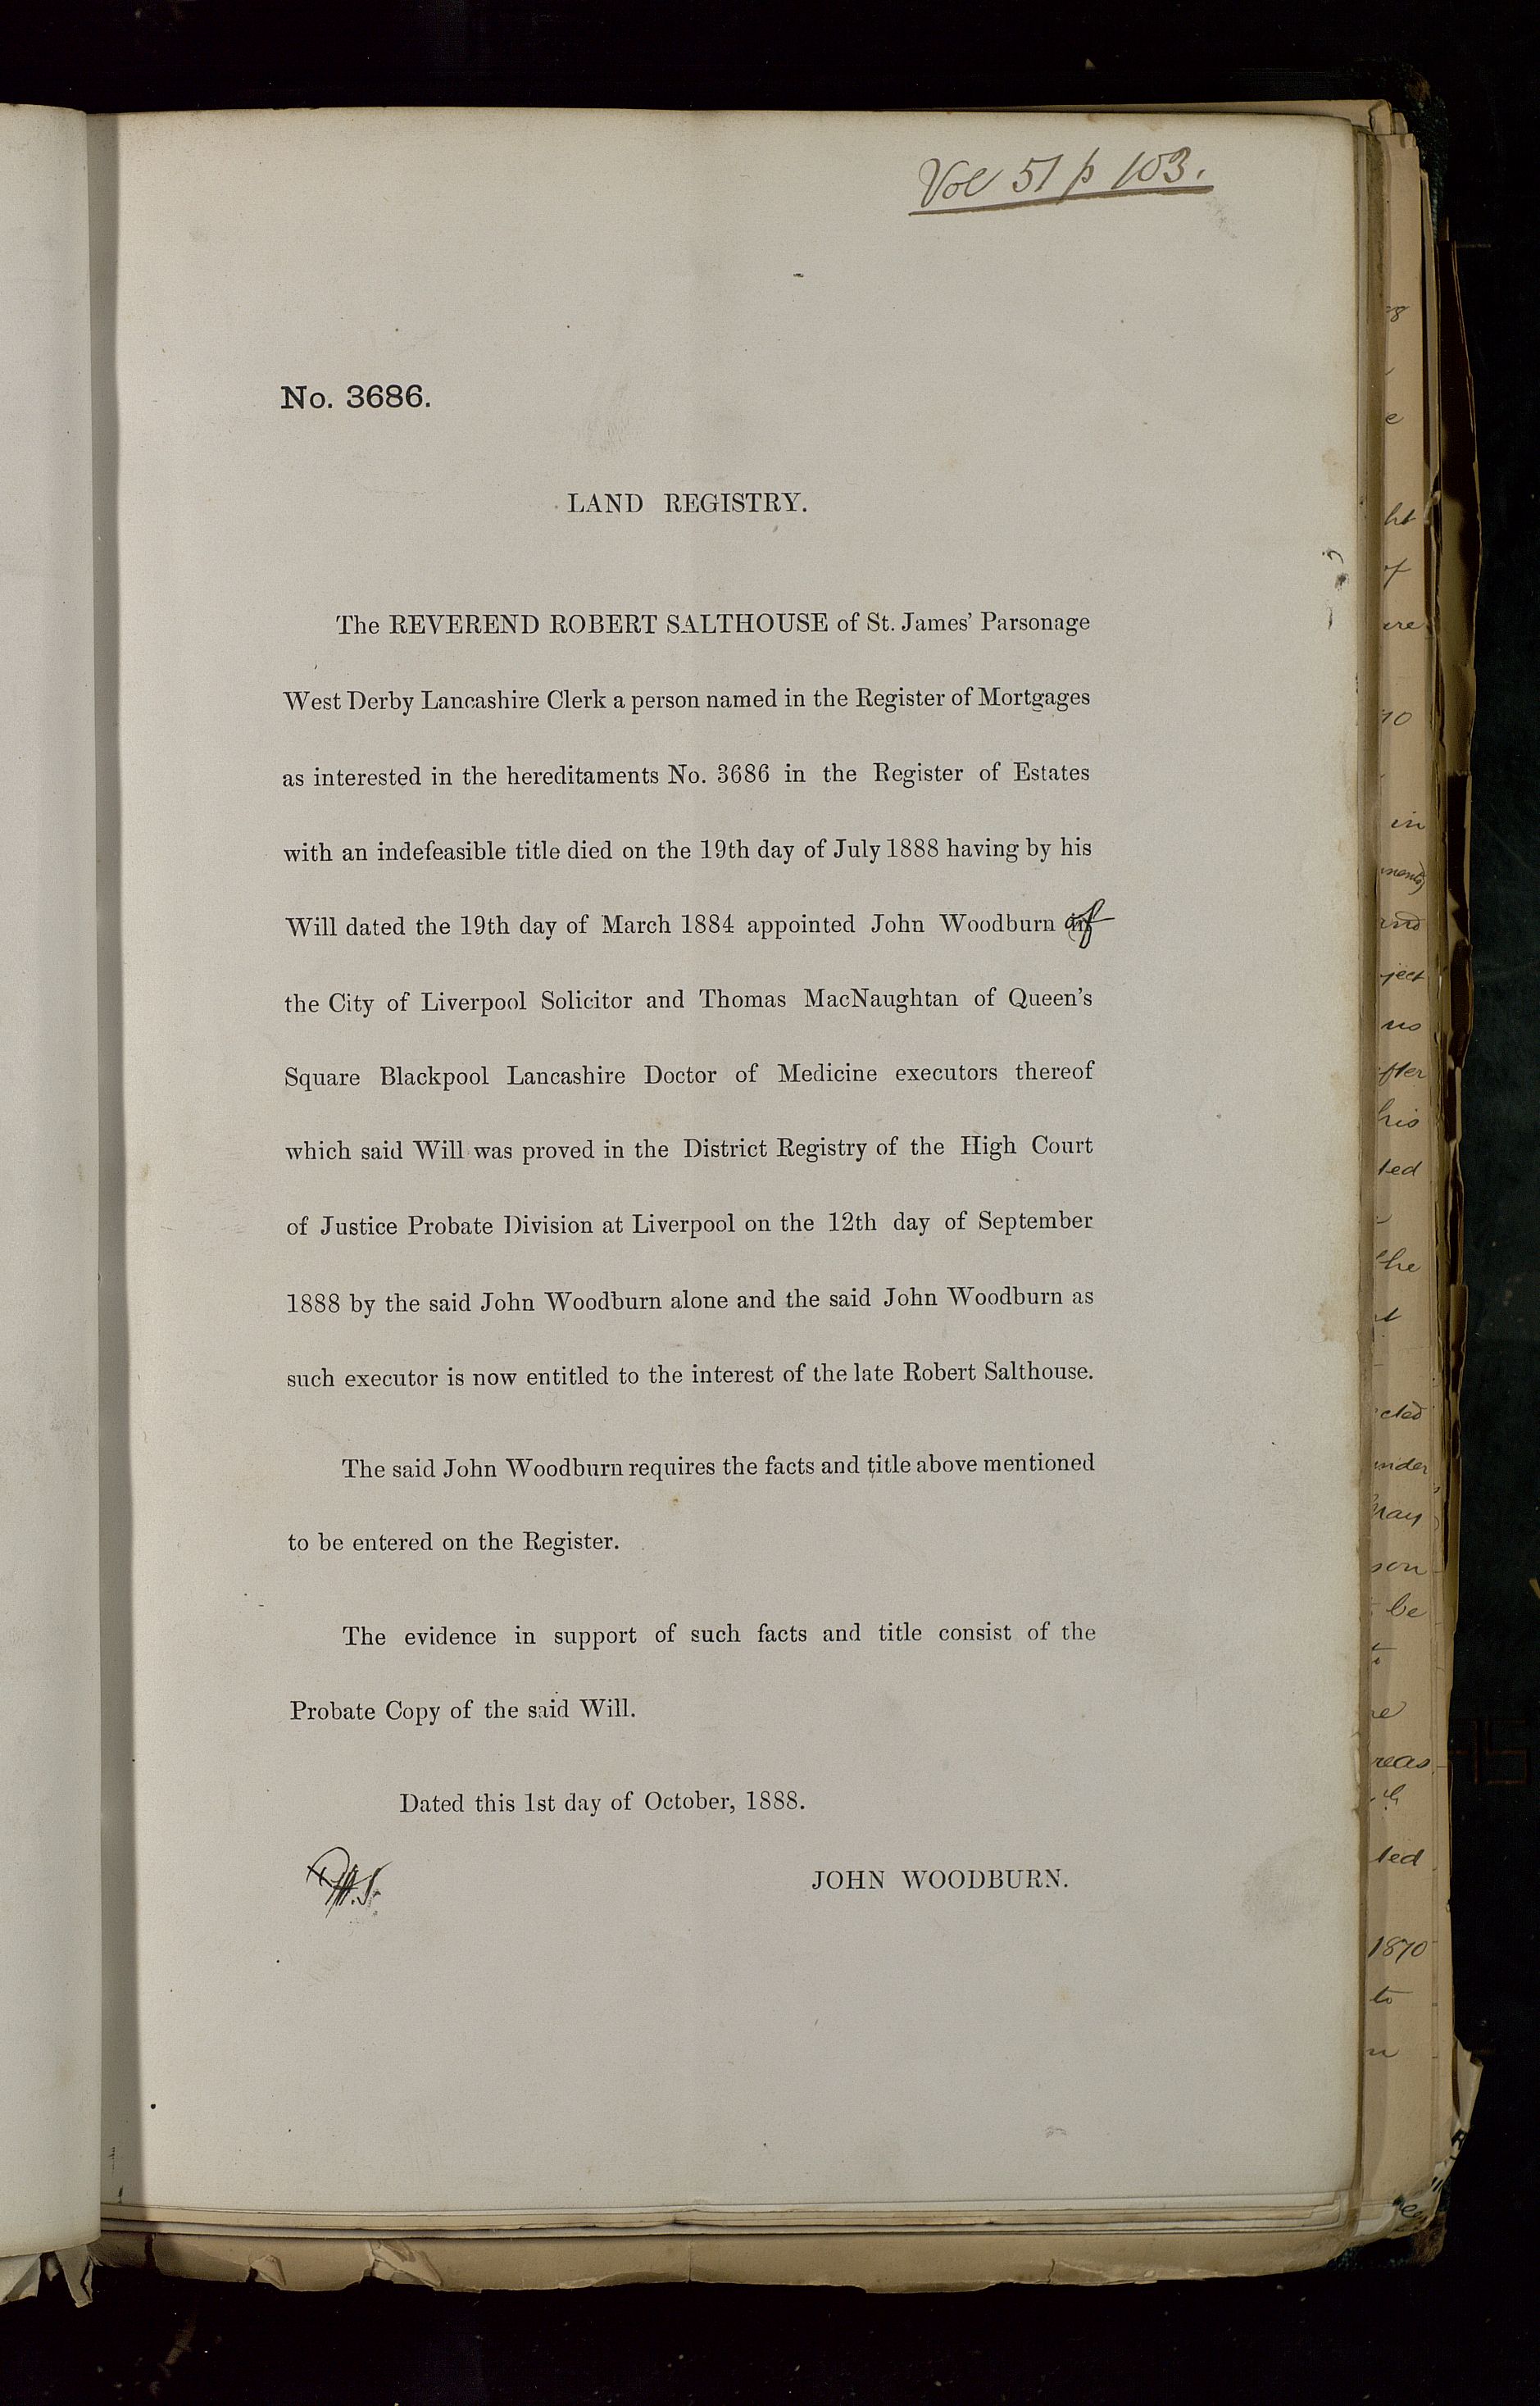 Vol 51 p 103.
No. 3686.
LAND REGISTRY.
The REVEREND ROBERT SALTHOUSE of St. James' Parsonage
West Derby Lancashire Clerk a person named in the Register of Mortgages
as interested in the hereditaments No. 3686 in the Register of Estates
with an indefeasible title died on the 19th day of July 1888 having by his
Will dated the 19th day of March 1884 appointed John Woodburn of
the City of Liverpool Solicitor and Thomas MacNaughtan of Queen's
Square Blackpool Lancashire Doctor of Medicine executors thereof
which said Will was proved in the District Registry of the High Court
of Justice Probate Division at Liverpool on the 12th day of September
1888 by the said John Woodburn alone and the said John Woodburn as
such executor is now entitled to the interest of the late Robert Salthouse.
The said John Woodburn requires the facts and title above mentioned
to be entered on the Register.
The evidence in support of such facts and title consist of the
Probate Copy of the said Will.
Dated this 1st day of October, 1888.
JOHN WOODBURN.